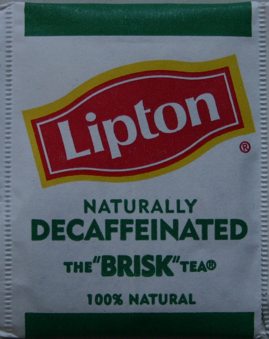 Lipton®
NATURALLY
DECAFFEINATED
THE "BRISK" TEA®
100% NATURAL